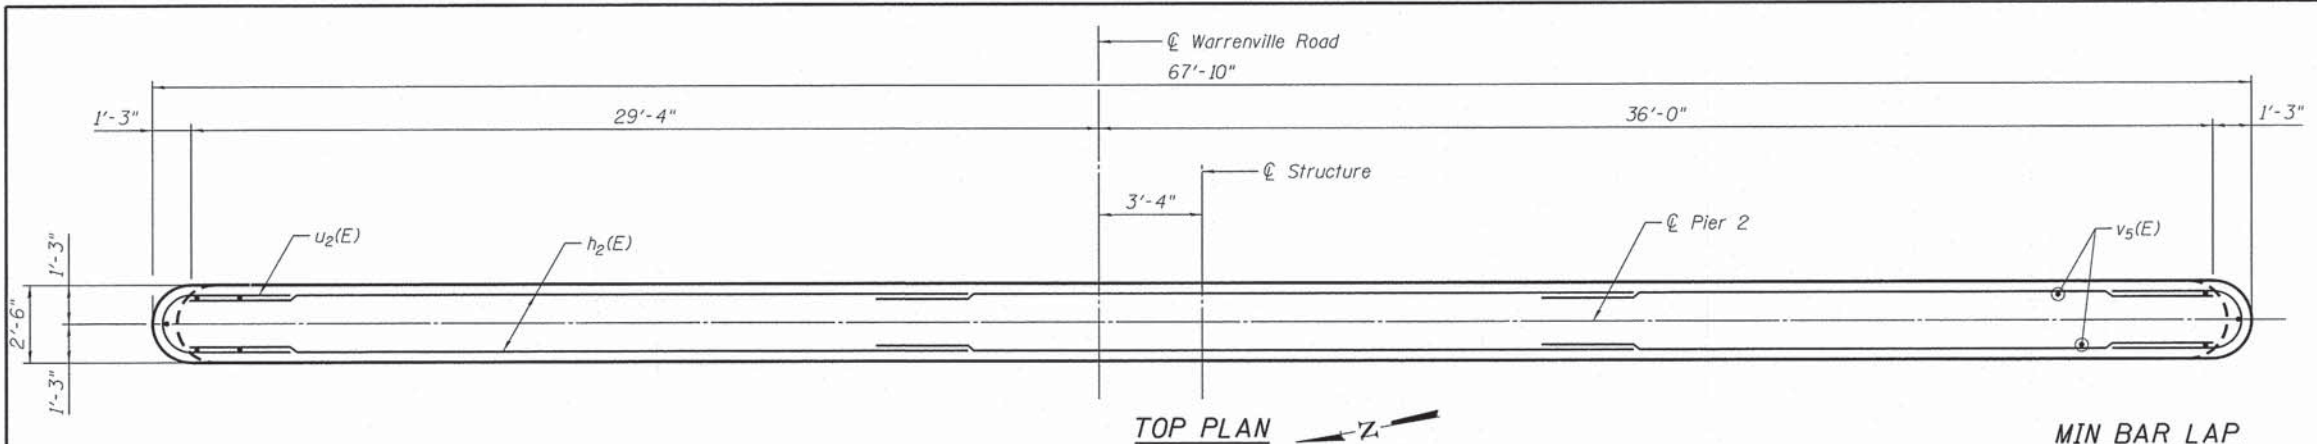 ℄ Warrenville Road
67'-10"
1'-3" 29'-4" 36'-0" 1'-3"
℄ Structure
3'-4"
℄ Pier 2
u2(E)
h2(E)
v5(E)
1'-3"
2'-6"
1'-3"
TOP PLAN
Z
MIN BAR LAP